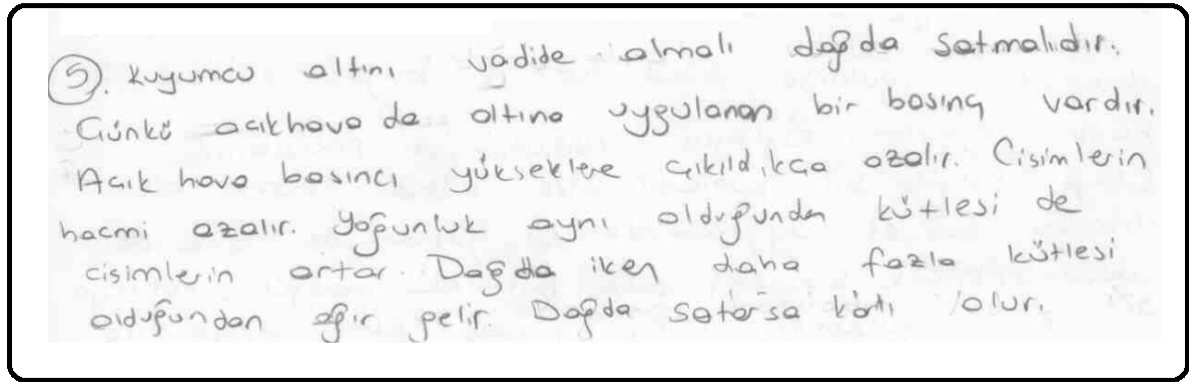 5. Kuyumcu altını vadide almalı dağda satmalıdır.
Çünkü açıkhava da altına uygulanan bir basınç vardır.
Açık hava basıncı yükseklere çıkıldıkça azalır. Cisimlerin
hacmi azalır. Yoğunluk aynı olduğundan kütlesi de
cisimlerin artar. Dağda iken daha fazla kütlesi
olduğundan ağır gelir. Dağda satarsa karlı olur.